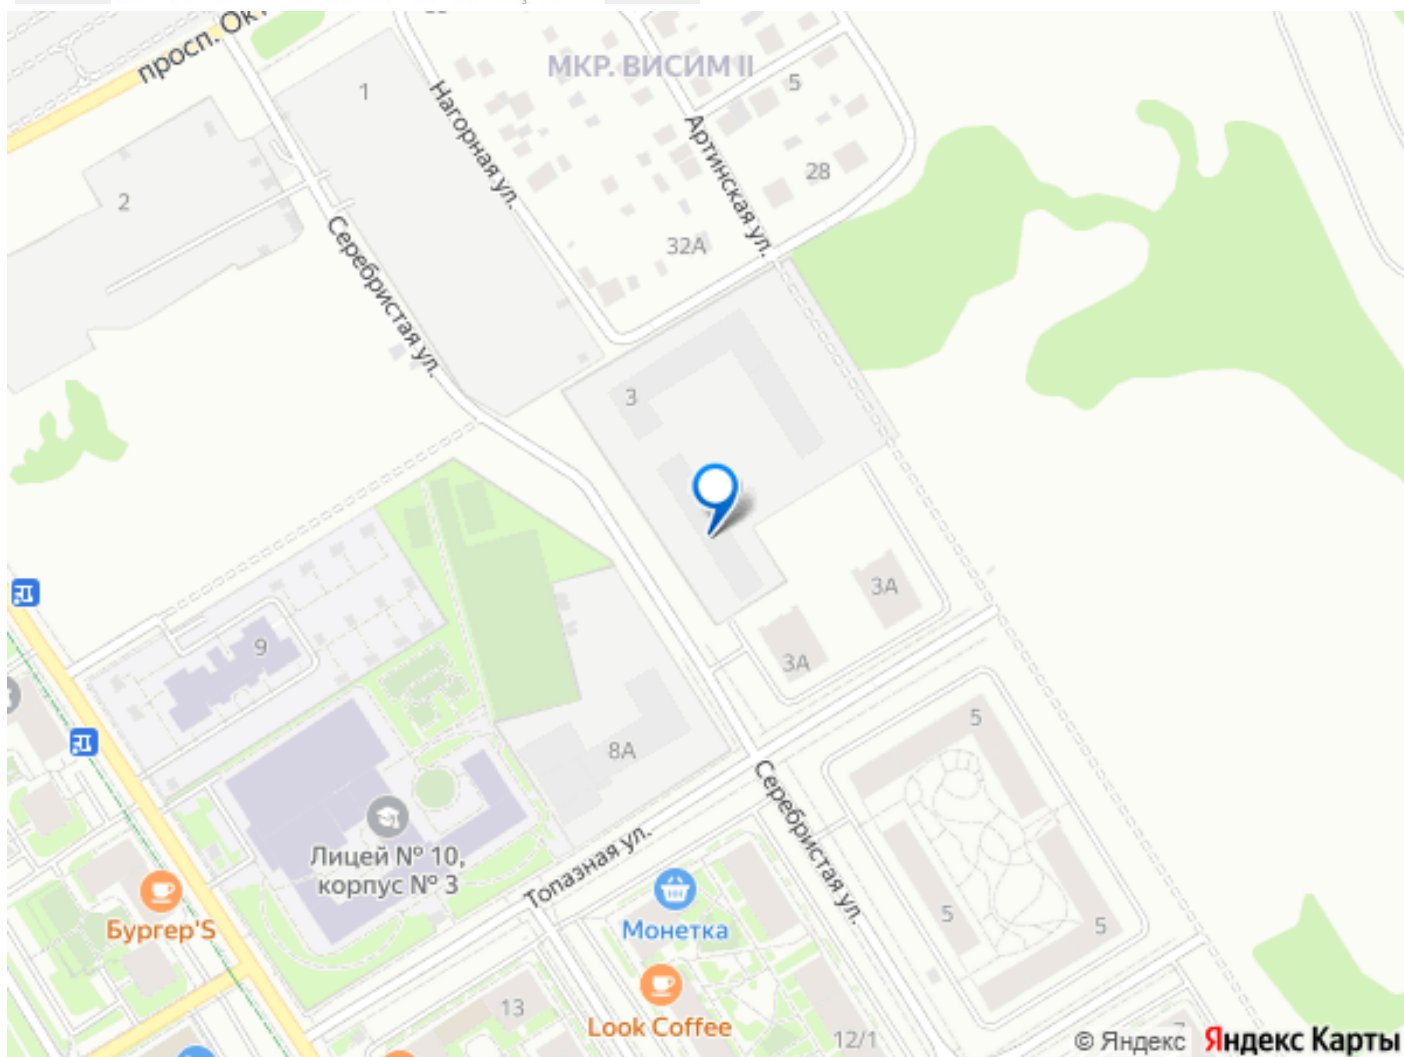 просп. Ок
МКР. ВИСИМ II
1
Нагорная ул.
5
Артинская ул.
28
2
32А
Серебристая ул.
3
3А
9
3А
5
8А
Серебристая ул.
Лицей № 10,
корпус № 3
Топазная ул.
Бургер'S
Монетка
5
5
Look Coffee
13
12/1
© Яндекс Яндекс Карты